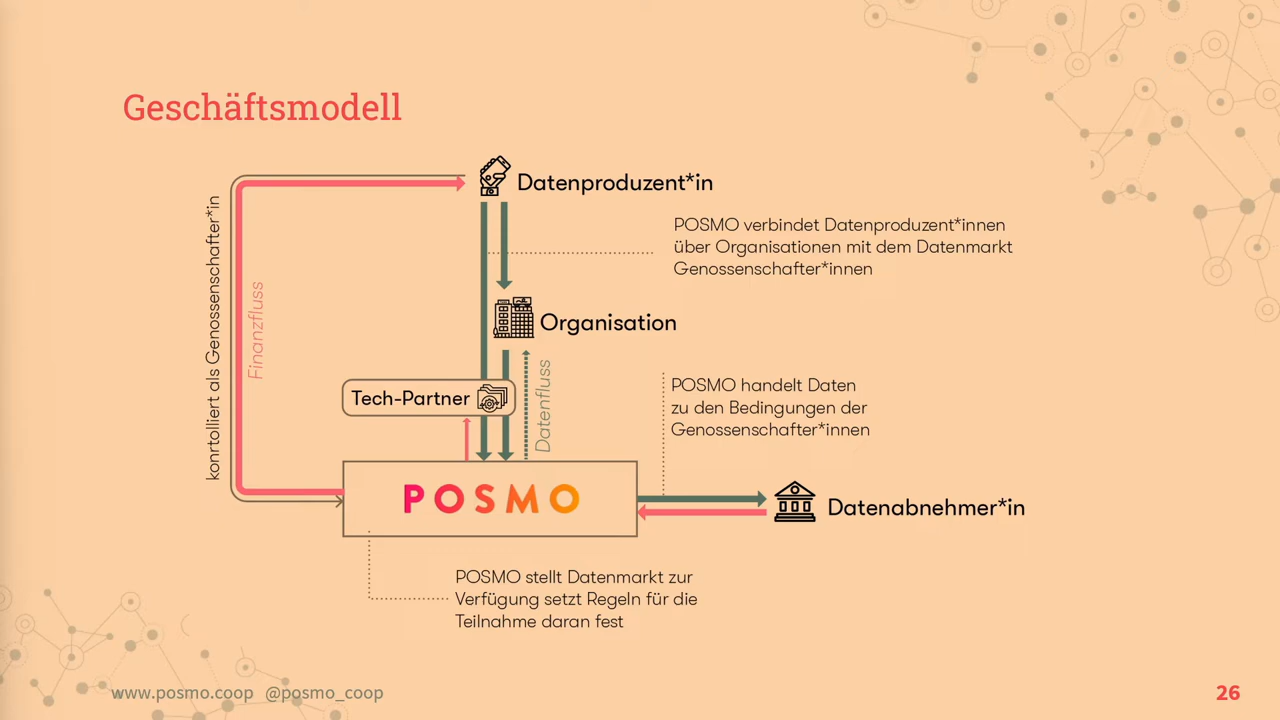 Geschäftsmodell
Datenproduzent*in
POSMO verbindet Datenproduzent*innen
über Organisationen mit dem Datenmarkt
Genossenschafter*innen
konrtolliert als Genossenschafter*in
Finanzfluss
Organisation
Tech-Partner
Datenfluss
POSMO handelt Daten
zu den Bedingungen der
Genossenschafter*innen
POSMO
Datenabnehmer*in
POSMO stellt Datenmarkt zur
Verfügung setzt Regeln für die
Teilnahme daran fest
www.posmo.coop @posmo_coop
26